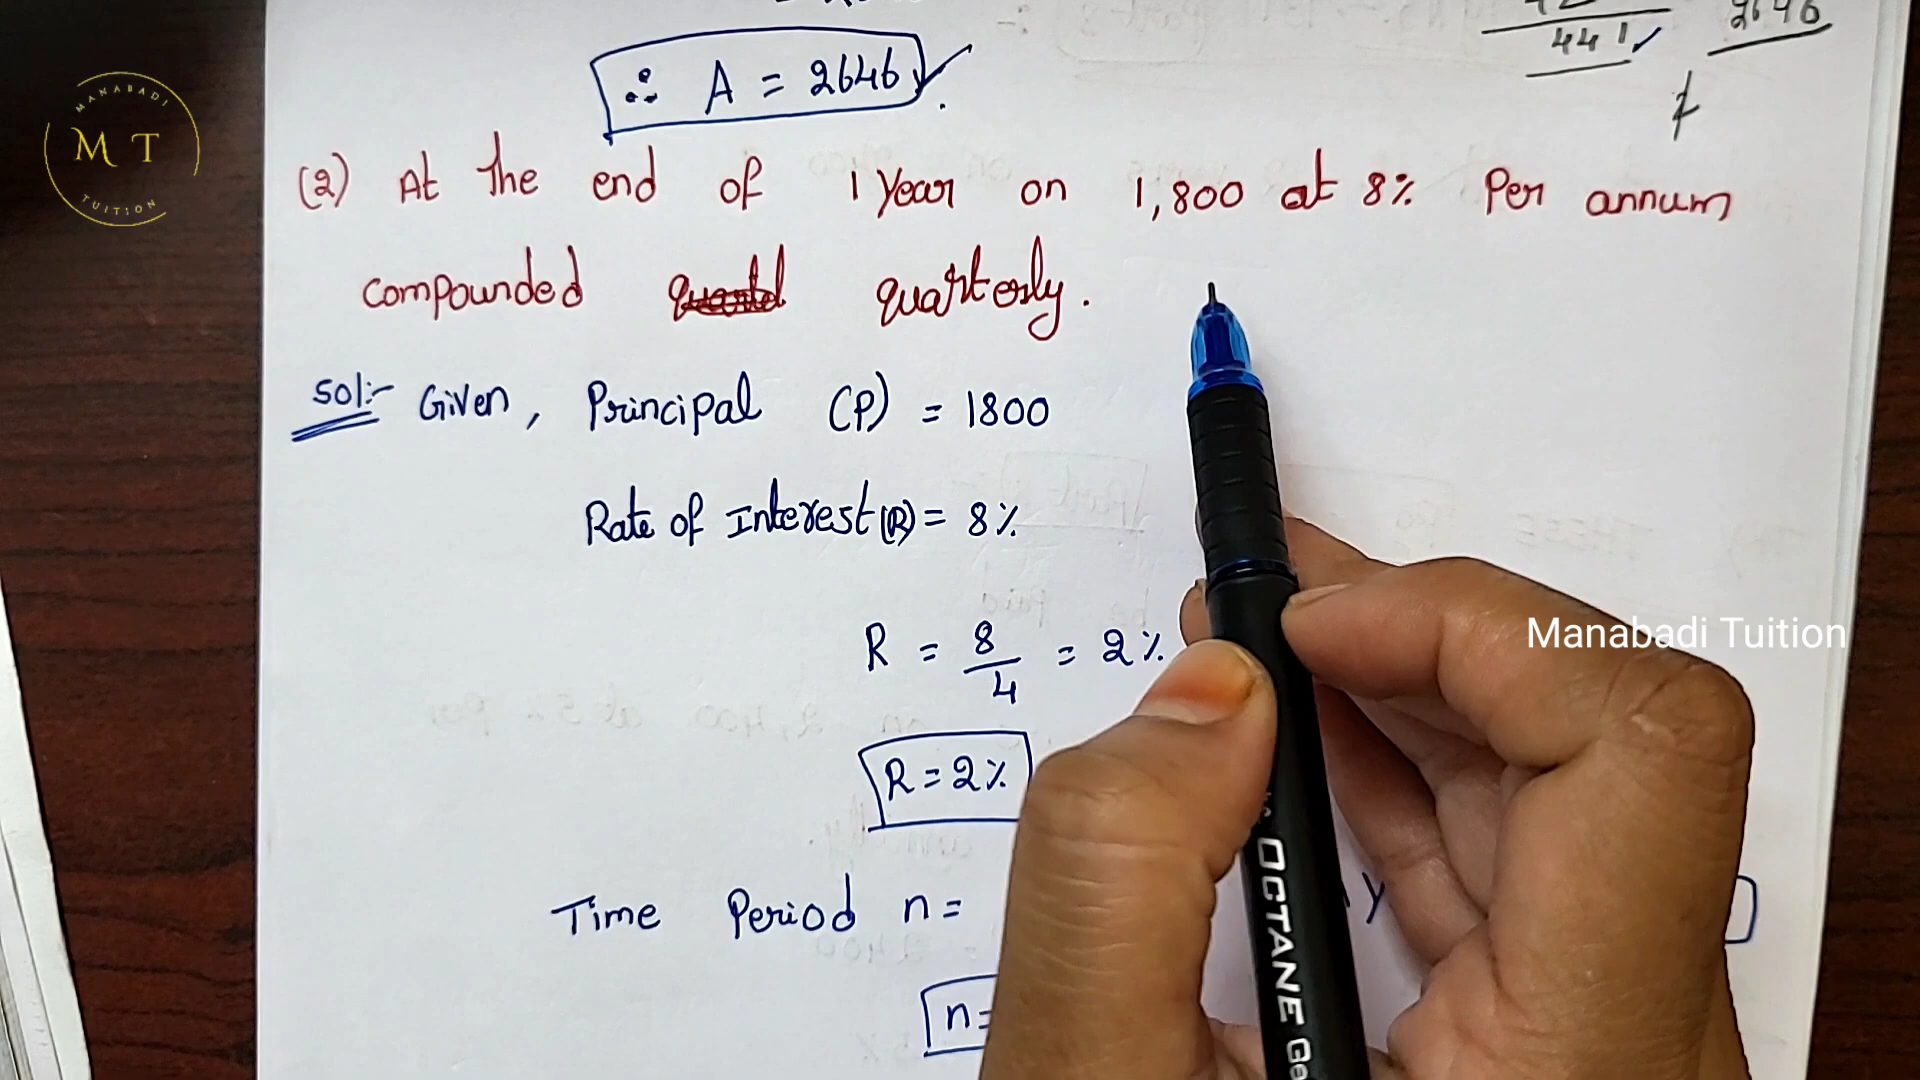 ∴ A = 2646
441
2646
(2) At the end of 1 Year on 1,800 at 8% Per annum
compounded quarterly.
Sol:- Given, Principal (P) = 1800
Rate of Interest (R) = 8%
R = 8/4 = 2%
R = 2%
Time Period n =
n=
MANABADI
M T
TUITION
Manabadi Tuition
OCTANE Ge